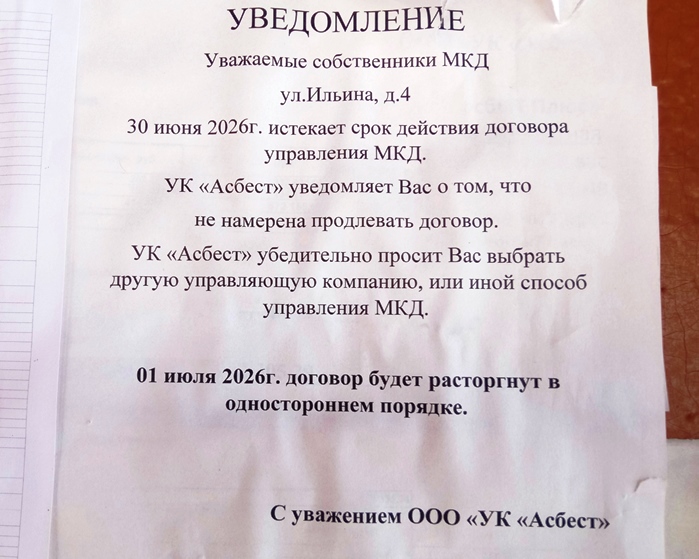 УВЕДОМЛЕНИЕ
Уважаемые собственники МКД
ул.Ильина, д.4
30 июня 2026г. истекает срок действия договора
управления МКД.
УК «Асбест» уведомляет Вас о том, что
не намерена продлевать договор.
УК «Асбест» убедительно просит Вас выбрать
другую управляющую компанию, или иной способ
управления МКД.
01 июля 2026г. договор будет расторгнут в
одностороннем порядке.
С уважением ООО «УК «Асбест»